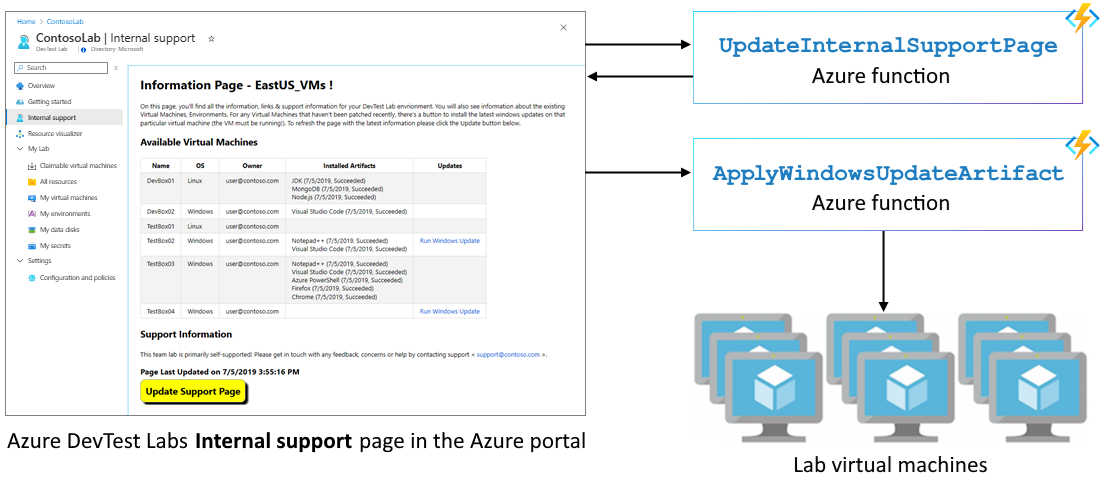 Home > ContosoLab
ContosoLab | Internal support ☆
DevTest Lab | Directory: Microsoft
Search
Overview
Getting started
Internal support
Resource visualizer
My Lab
Claimable virtual machines
All resources
My virtual machines
My environments
My data disks
My secrets
Settings
Configuration and policies
Information Page - EastUS_VMs !
On this page, you'll find all the information, links & support information for your DevTest Lab envrionment. You will also see information about the existing
Virtual Machines, Environments. For any Virtual Machines that haven't been patched recently, there's a button to install the latest windows updates on that
particular virtual machine (the VM must be running!). To refresh the page with the latest information please click the Update button below.
Available Virtual Machines
Name OS Owner Installed Artifacts Updates
DevBox01 Linux user@contoso.com JDK (7/5/2019, Succeeded)
MongoDB (7/5/2019, Succeeded)
Node.js (7/5/2019, Succeeded)
DevBox02 Windows user@contoso.com Visual Studio Code (7/5/2019, Succeeded)
TestBox01 Linux user@contoso.com
TestBox02 Windows user@contoso.com Notepad++ (7/5/2019, Succeeded) Run Windows Update
Visual Studio Code (7/5/2019, Succeeded)
TestBox03 Windows user@contoso.com Notepad++ (7/5/2019, Succeeded)
Visual Studio Code (7/5/2019, Succeeded)
Azure PowerShell (7/5/2019, Succeeded)
Firefox (7/5/2019, Succeeded)
Chrome (7/5/2019, Succeeded)
TestBox04 Windows user@contoso.com Run Windows Update
Support Information
This team lab is primarily self-supported! Please get in touch with any feedback, concerns or help by contacting support < support@contoso.com >.
Page Last Updated on 7/5/2019 3:55:16 PM
Update Support Page
Azure DevTest Labs Internal support page in the Azure portal
UpdateInternalSupportPage
Azure function
ApplyWindowsUpdateArtifact
Azure function
Lab virtual machines